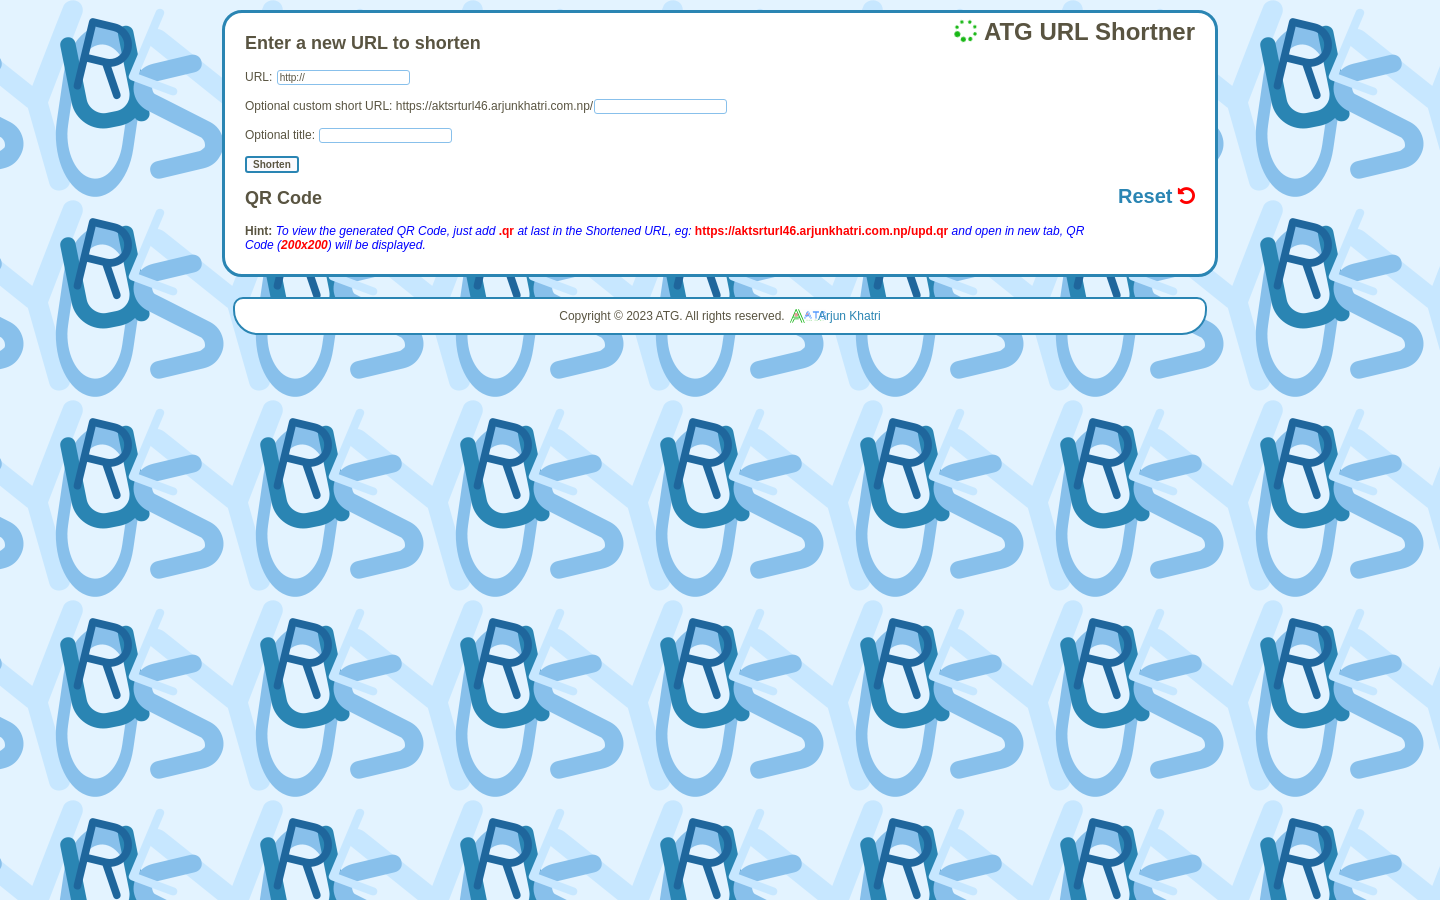 ATG URL Shortner
Enter a new URL to shorten
URL: http://
Optional custom short URL: https://aktsrturl46.arjunkhatri.com.np/
Optional title:
Shorten
QR Code
Reset
Hint: To view the generated QR Code, just add .qr at last in the Shortened URL, eg: https://aktsrturl46.arjunkhatri.com.np/upd.qr and open in new tab, QR
Code (200x200) will be displayed.
Copyright © 2023 ATG. All rights reserved. ATG Arjun Khatri